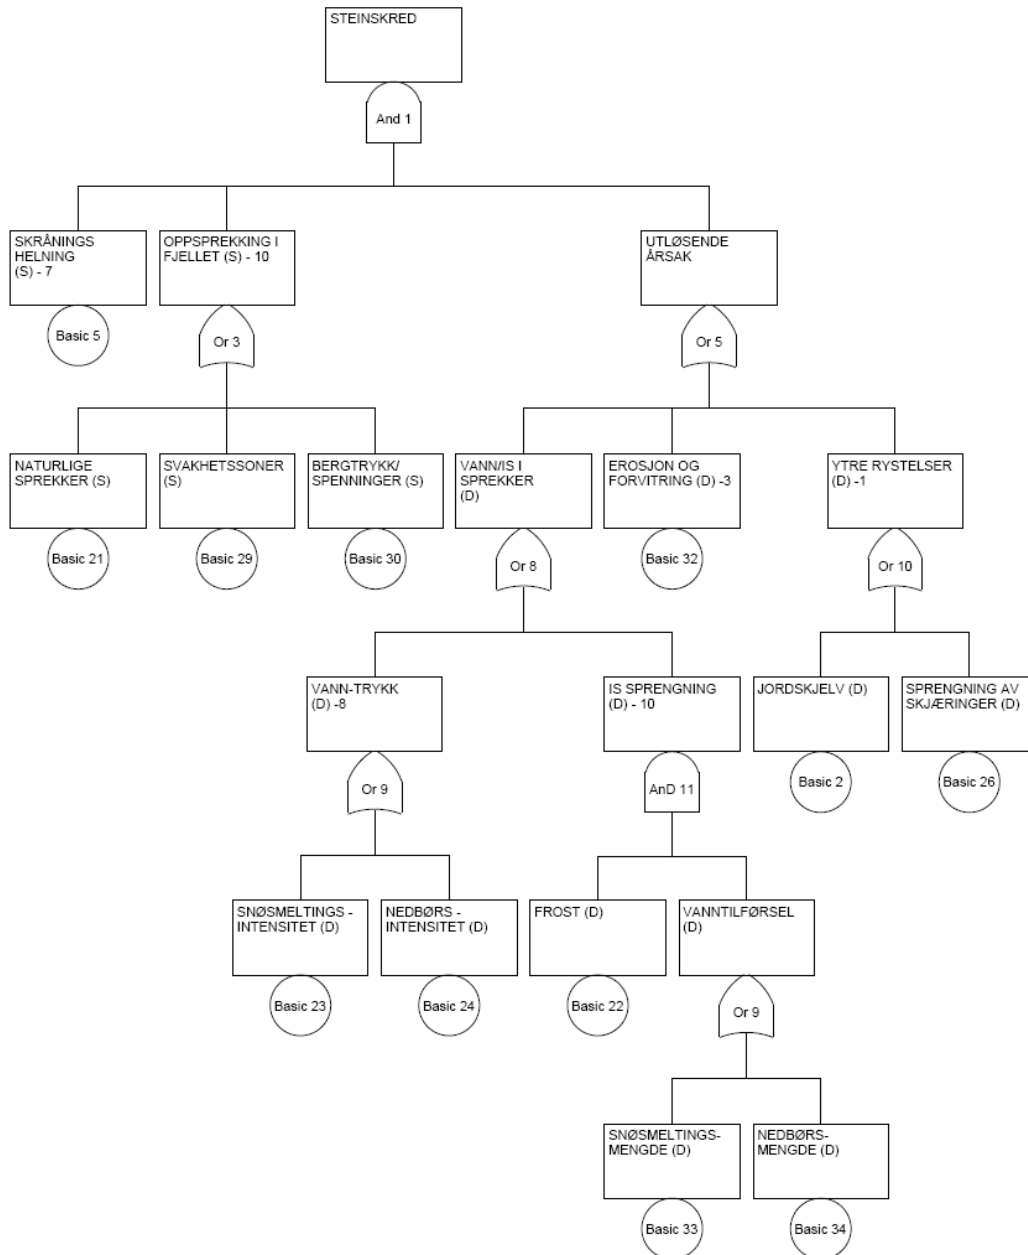 STEINSKRED
And 1
SKRÅNINGS
HELNING
(S) - 7
Basic 5
OPPSPREKKING I
FJELLET (S) - 10
Or 3
UTLØSENDE
ÅRSAK
Or 5
NATURLIGE
SPREKKER (S)
Basic 21
SVAKHETSSONER
(S)
Basic 29
BERGTRYKK/
SPENNINGER (S)
Basic 30
VANN/IS I
SPREKKER
(D)
Or 8
EROSJON OG
FORVITRING (D) -3
Basic 32
YTRE RYSTELSER
(D) -1
Or 10
VANN-TRYKK
(D) -8
Or 9
IS SPRENGNING
(D) - 10
AnD 11
JORDSKJELV (D)
Basic 2
SPRENGNING AV
SKJÆRINGER (D)
Basic 26
SNØSMELTINGS -
INTENSITET (D)
Basic 23
NEDBØRS -
INTENSITET (D)
Basic 24
FROST (D)
Basic 22
VANNTILFØRSEL
(D)
Or 9
SNØSMELTINGS-
MENGDE (D)
Basic 33
NEDBØRS-
MENGDE (D)
Basic 34